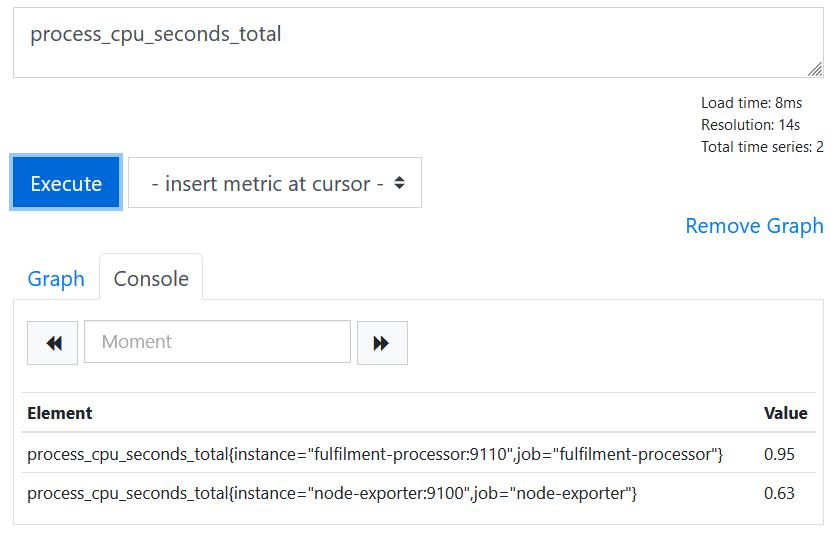 process_cpu_seconds_total
Load time: 8ms
Resolution: 14s
Total time series: 2
Execute
- insert metric at cursor -
Remove Graph
Graph
Console
Moment
Element Value
process_cpu_seconds_total{instance="fulfilment-processor:9110",job="fulfilment-processor"} 0.95
process_cpu_seconds_total{instance="node-exporter:9100",job="node-exporter"} 0.63